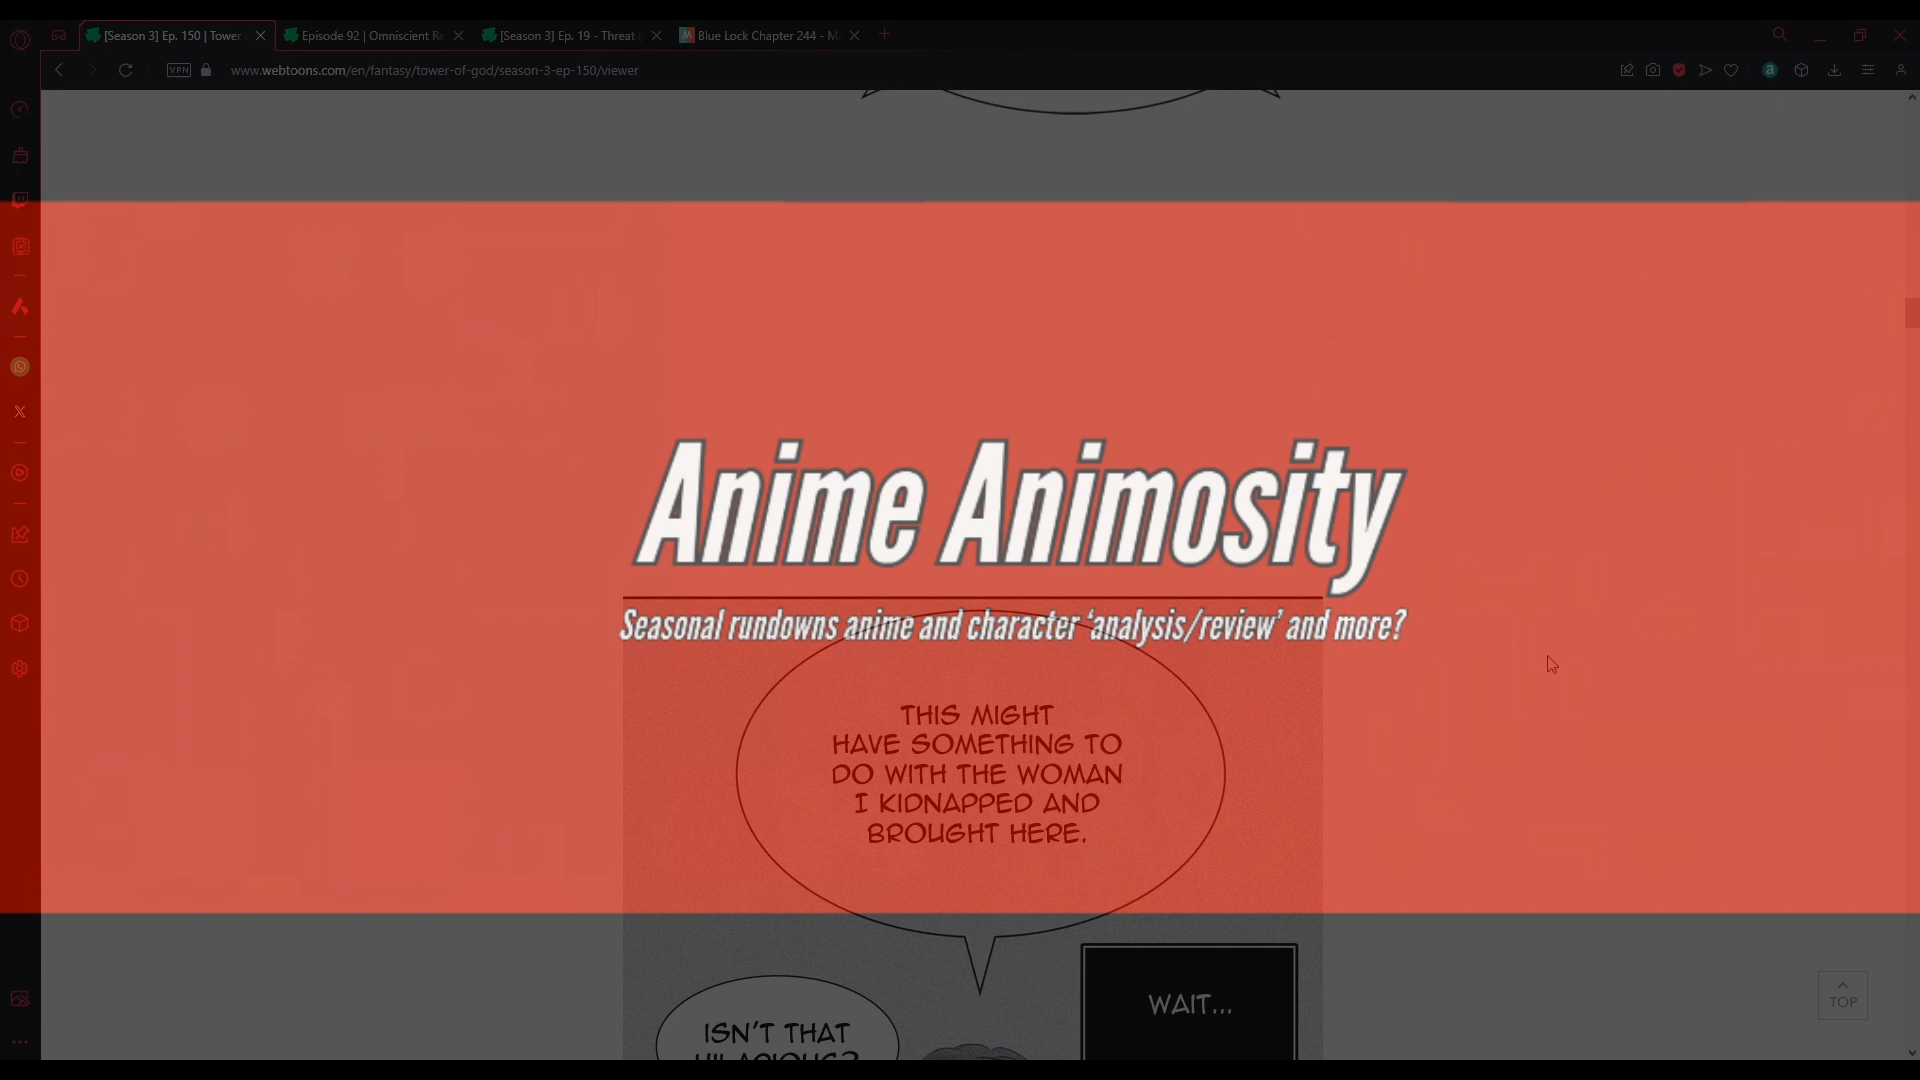 [Season 3] Ep. 150 | Tower
Episode 92 | Omniscient Re
[Season 3] Ep. 19 - Threat
Blue Lock Chapter 244 - M
VPN
www.webtoons.com/en/fantasy/tower-of-god/season-3-ep-150/viewer
a
Anime Animosity
Seasonal rundowns anime and character ‘analysis/review’ and more?
THIS MIGHT
HAVE SOMETHING TO
DO WITH THE WOMAN
I KIDNAPPED AND
BROUGHT HERE.
WAIT...
TOP
ISN'T THAT
HILARIOUS?